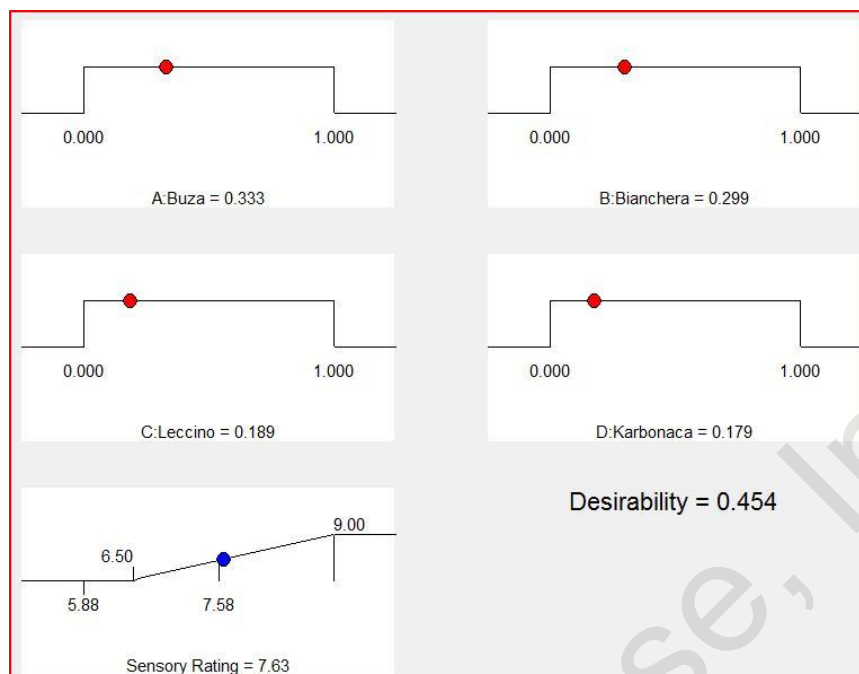 0.000 1.000
A:Buza = 0.333
0.000 1.000
B:Bianchera = 0.299
0.000 1.000
C:Leccino = 0.189
0.000 1.000
D:Karbonaca = 0.179
9.00
6.50
5.88 7.58
Sensory Rating = 7.63
Desirability = 0.454
se, In